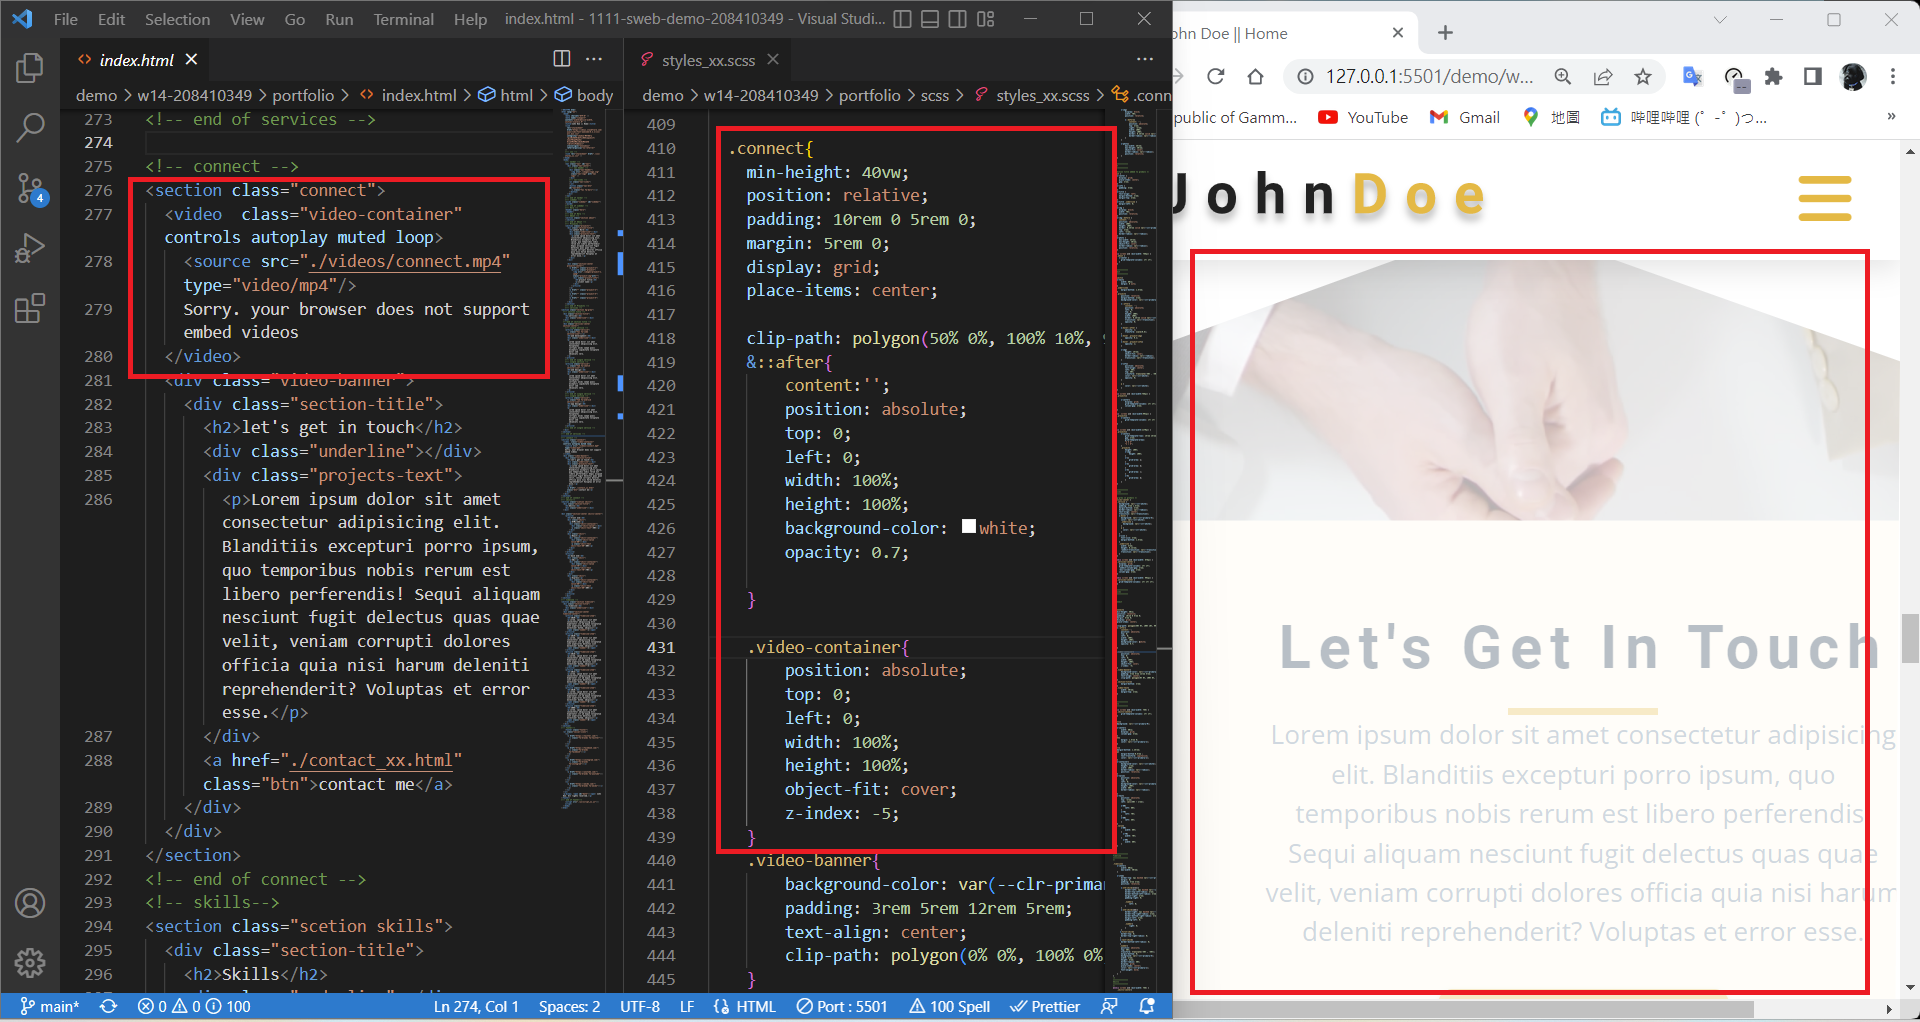 File Edit Selection View Go Run Terminal Help index.html - 1111-sweb-demo-208410349 - Visual Studi...
index.html
styles_xx.scss
demo > w14-208410349 > portfolio > index.html > html > body
demo > w14-208410349 > portfolio > scss > styles_xx.scss > .conn
273 <!-- end of services -->
274
275 <!-- connect -->
276 <section class="connect">
277 <video  class="video-container"
controls autoplay muted loop>
278 <source src="./videos/connect.mp4"
type="video/mp4"/>
279 Sorry. your browser does not support
embed videos
280 </video>
281 <div class="video-banner">
282 <div class="section-title">
283 <h2>let's get in touch</h2>
284 <div class="underline"></div>
285 <div class="projects-text">
286 <p>Lorem ipsum dolor sit amet
consectetur adipisicing elit.
Blanditiis excepturi porro ipsum,
quo temporibus nobis rerum est
libero perferendis! Sequi aliquam
nesciunt fugit delectus quas quae
velit, veniam corrupti dolores
officia quia nisi harum deleniti
reprehenderit? Voluptas et error
esse.</p>
287 </div>
288 <a href="./contact_xx.html"
class="btn">contact me</a>
289 </div>
290 </div>
291 </section>
292 <!-- end of connect -->
293 <!-- skills-->
294 <section class="scetion skills">
295 <div class="section-title">
296 <h2>Skills</h2>
409
410 .connect{
411 min-height: 40vw;
412 position: relative;
413 padding: 10rem 0 5rem 0;
414 margin: 5rem 0;
415 display: grid;
416 place-items: center;
417
418 clip-path: polygon(50% 0%, 100% 10%,
419 &::after{
420 content:'';
421 position: absolute;
422 top: 0;
423 left: 0;
424 width: 100%;
425 height: 100%;
426 background-color: white;
427 opacity: 0.7;
428
429 }
430
431 .video-container{
432 position: absolute;
433 top: 0;
434 left: 0;
435 width: 100%;
436 height: 100%;
437 object-fit: cover;
438 z-index: -5;
439 }
440 .video-banner{
441 background-color: var(--clr-primar
442 padding: 3rem 5rem 12rem 5rem;
443 text-align: center;
444 clip-path: polygon(0% 0%, 100% 0%
445 }
4
main* 0 0 100 Ln 274, Col 1 Spaces: 2 UTF-8 LF {} HTML Port : 5501 100 Spell Prettier
ohn Doe || Home
127.0.0.1:5501/demo/w...
public of Gamm... YouTube Gmail 地圖 哔哩哔哩 (゜-゜)つ... »
JohnDoe
Let's Get In Touch
Lorem ipsum dolor sit amet consectetur adipisicing
elit. Blanditiis excepturi porro ipsum, quo
temporibus nobis rerum est libero perferendis
Sequi aliquam nesciunt fugit delectus quas quae
velit, veniam corrupti dolores officia quia nisi harum
deleniti reprehenderit? Voluptas et error esse.